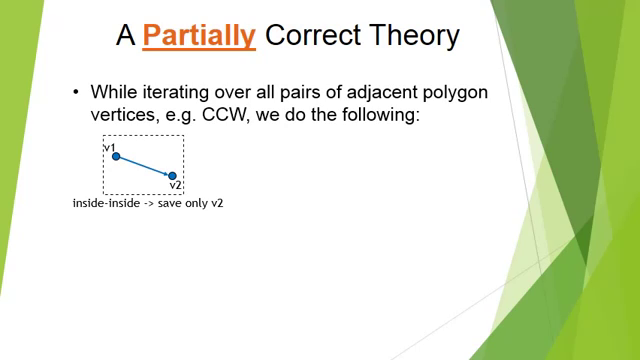 A Partially Correct Theory
• While iterating over all pairs of adjacent polygon
vertices, e.g. CCW, we do the following:
v1
v2
inside-inside -> save only v2